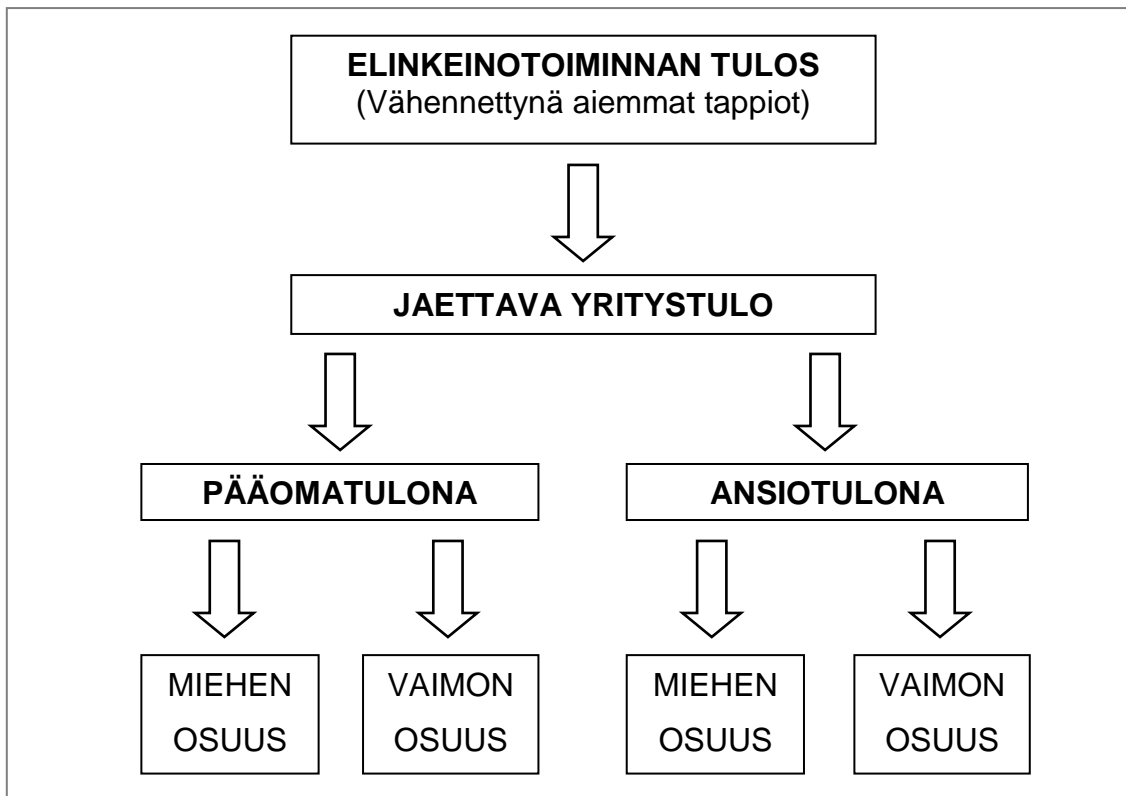 ELINKEINOTOIMINNAN TULOS
(Vähennettynä aiemmat tappiot)
JAETTAVA YRITYSTULO
PÄÄOMATULONA
ANSIOTULONA
MIEHEN
OSUUS
VAIMON
OSUUS
MIEHEN
OSUUS
VAIMON
OSUUS